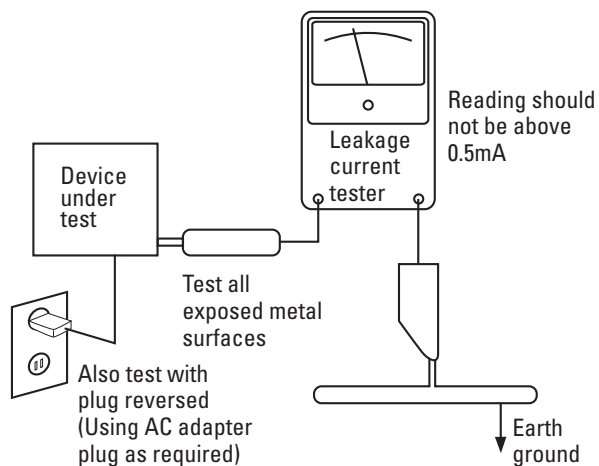 Reading should
not be above
0.5mA
Leakage
current
tester
Device
under
test
Test all
exposed metal
surfaces
Also test with
plug reversed
(Using AC adapter
plug as required)
Earth
ground